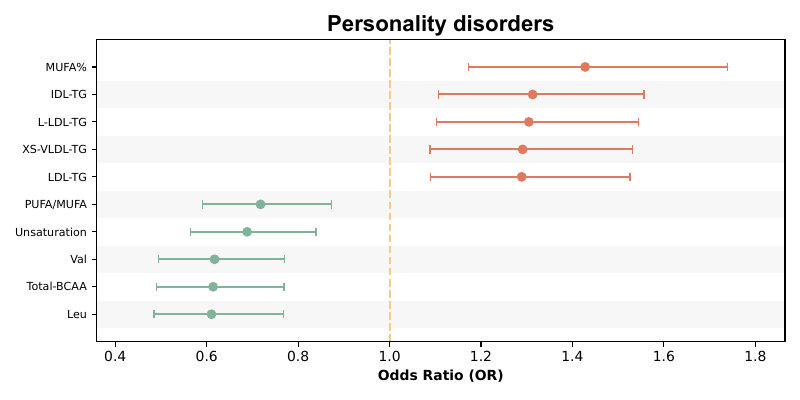 Personality disorders
MUFA%
IDL-TG
L-LDL-TG
XS-VLDL-TG
LDL-TG
PUFA/MUFA
Unsaturation
Val
Total-BCAA
Leu
0.4 0.6 0.8 1.0 1.2 1.4 1.6 1.8
Odds Ratio (OR)